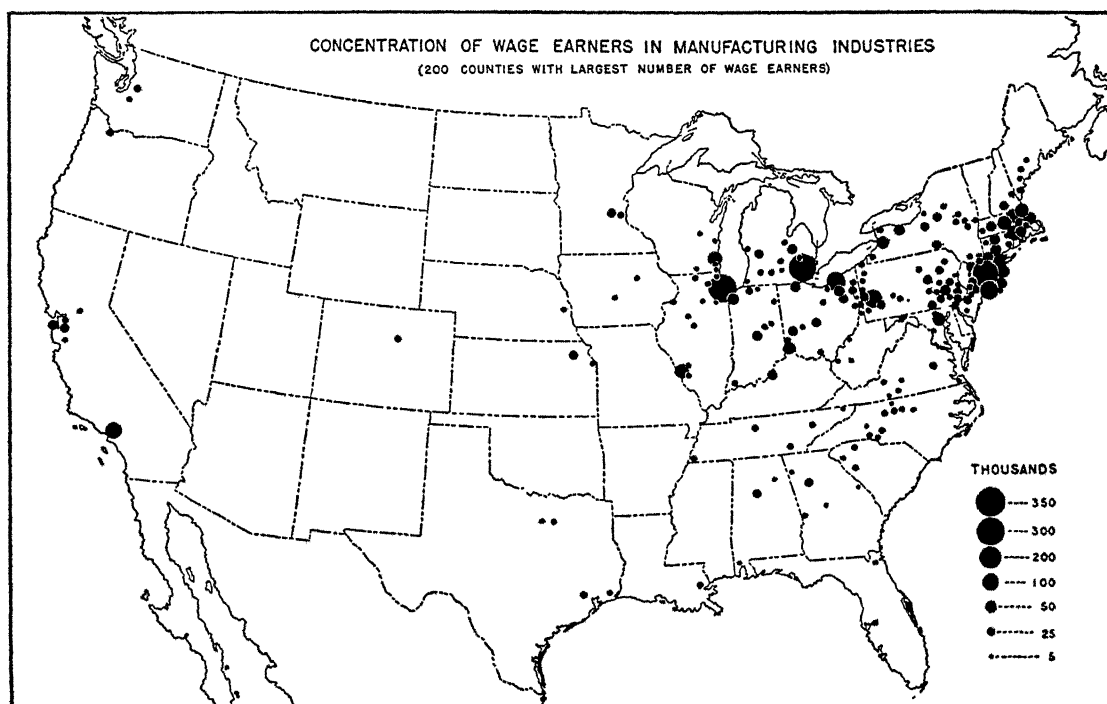 CONCENTRATION OF WAGE EARNERS IN MANUFACTURING INDUSTRIES
(200 COUNTIES WITH LARGEST NUMBER OF WAGE EARNERS)
THOUSANDS
350
300
200
100
50
25
5